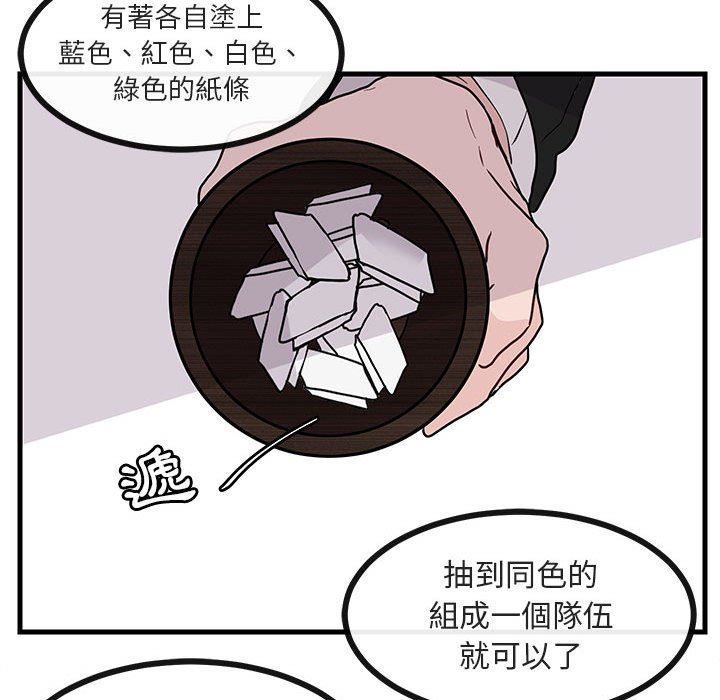 有著各自塗上
藍色、紅色、白色、
綠色的紙條
遞
抽到同色的
組成一個隊伍
就可以了